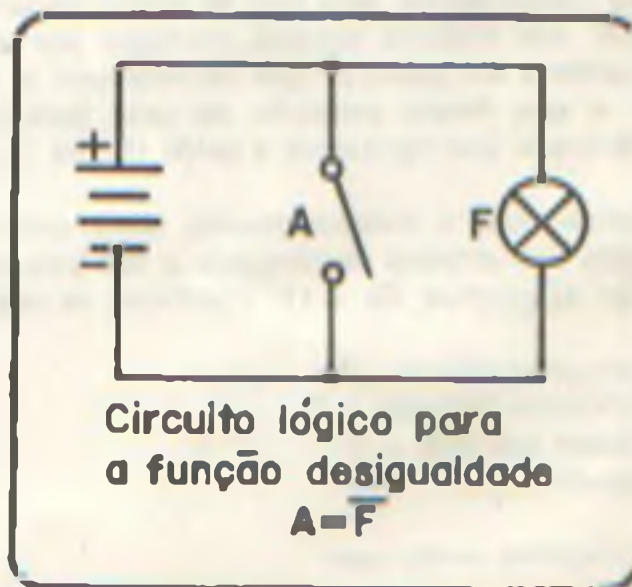 +
A
F
−
Circuito lógico para
a função desigualdade
A=F̅